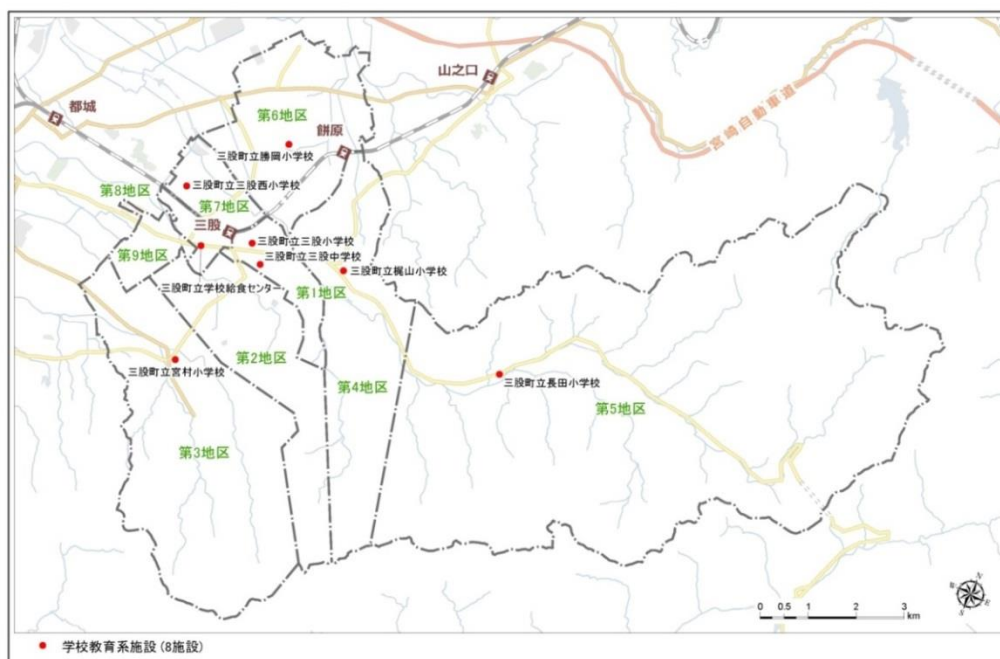 山之口
都城
宮崎自動車道
第6地区
餅原
三股町立勝岡小学校
三股町立三股西小学校
第8地区
第7地区
三股
三股町立三股小学校
第9地区
三股町立三股中学校
三股町立梶山小学校
三股町立学校給食センター
第1地区
第2地区
三股町立宮村小学校
第4地区
三股町立長田小学校
第5地区
第3地区
N
W
E
S
0 0.5 1 2 3
km
学校教育系施設(8施設)